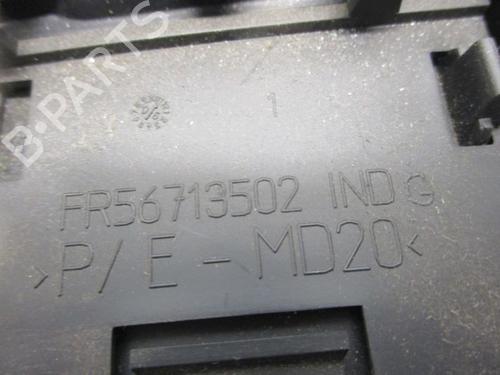 B-PARTS
1
FR56713502 IND G
>P/E-MD20<